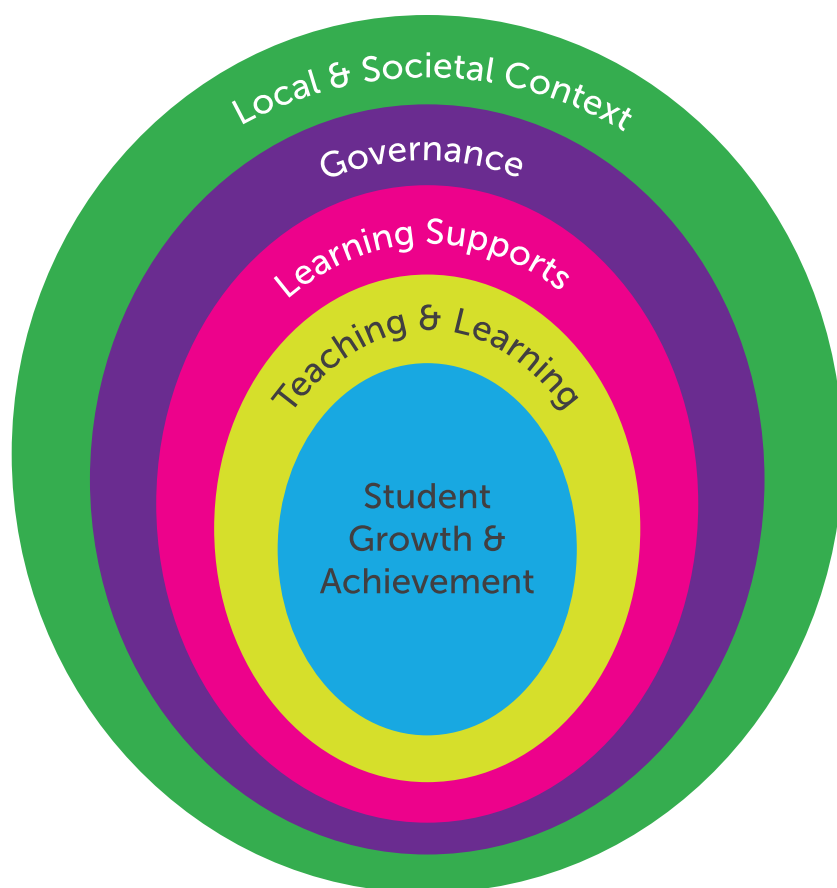 Local & Societal Context
Governance
Learning Supports
Teaching & Learning
Student
Growth &
Achievement